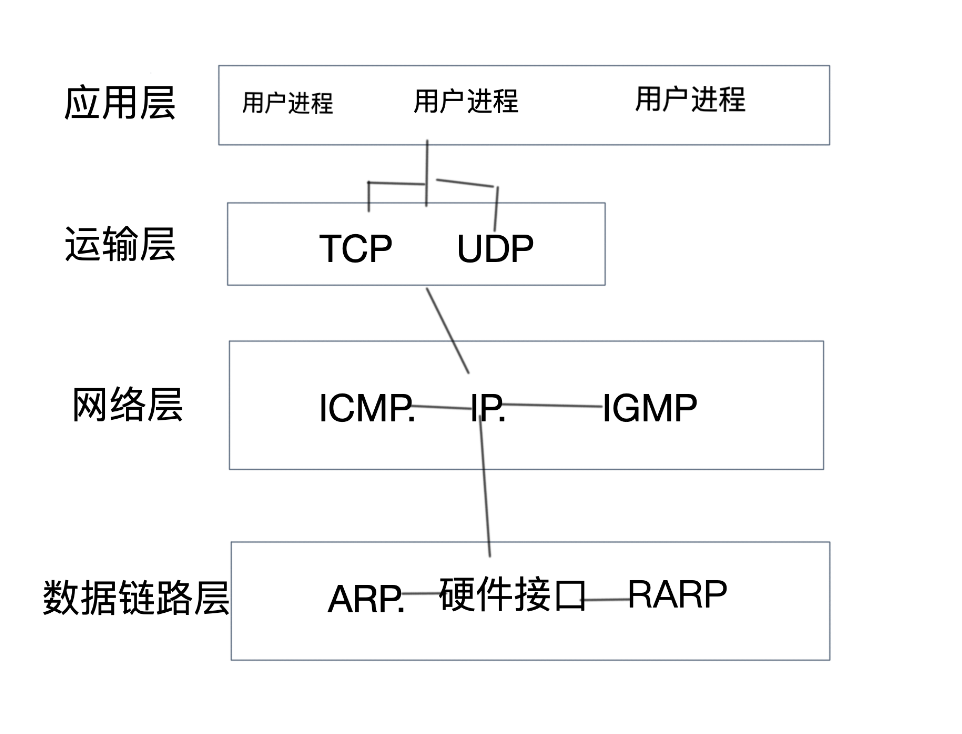 应用层 用户进程 用户进程 用户进程
运输层 TCP UDP
网络层 ICMP. IP. IGMP
数据链路层 ARP. 硬件接口 RARP